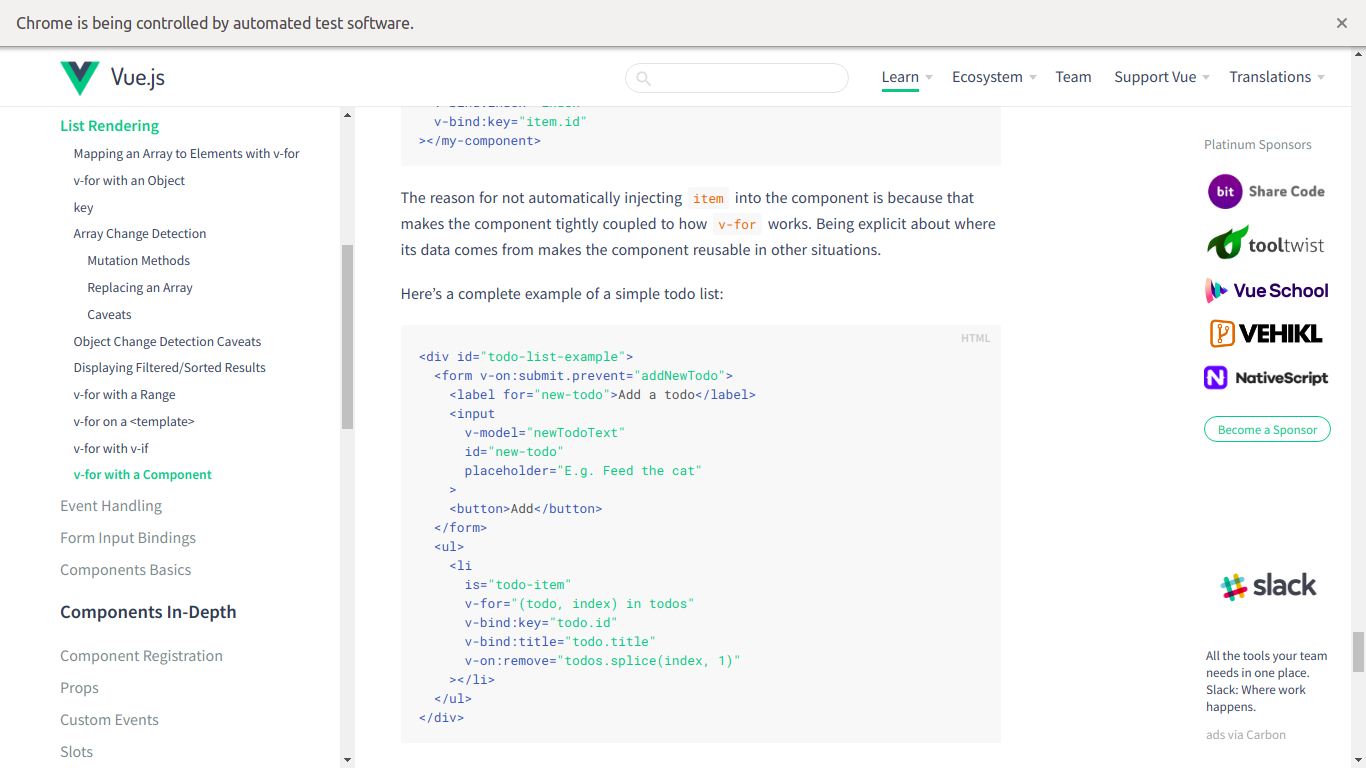 Chrome is being controlled by automated test software.
Vue.js
Learn
Ecosystem
Team
Support Vue
Translations
List Rendering
Mapping an Array to Elements with v-for
v-for with an Object
key
Array Change Detection
Mutation Methods
Replacing an Array
Caveats
Object Change Detection Caveats
Displaying Filtered/Sorted Results
v-for with a Range
v-for on a <template>
v-for with v-if
v-for with a Component
Event Handling
Form Input Bindings
Components Basics
Components In-Depth
Component Registration
Props
Custom Events
Slots
v-bind:key="item.id"
></my-component>
The reason for not automatically injecting item into the component is because that
makes the component tightly coupled to how v-for works. Being explicit about where
its data comes from makes the component reusable in other situations.
Here’s a complete example of a simple todo list:
HTML
<div id="todo-list-example">
<form v-on:submit.prevent="addNewTodo">
<label for="new-todo">Add a todo</label>
<input
v-model="newTodoText"
id="new-todo"
placeholder="E.g. Feed the cat"
>
<button>Add</button>
</form>
<ul>
<li
is="todo-item"
v-for="(todo, index) in todos"
v-bind:key="todo.id"
v-bind:title="todo.title"
v-on:remove="todos.splice(index, 1)"
></li>
</ul>
</div>
Platinum Sponsors
bit Share Code
tooltwist
Vue School
VEHIKL
NativeScript
Become a Sponsor
slack
All the tools your team
needs in one place.
Slack: Where work
happens.
ads via Carbon